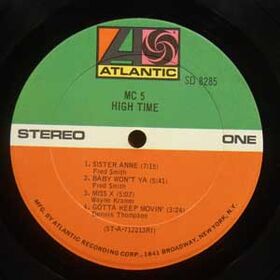 ATLANTIC
SD 8285
MC 5
HIGH TIME
STEREO
ONE
1. SISTER ANNE (7:15)
Fred Smith
2. BABY WON'T YA (5:41)
Fred Smith
3. MISS X (5:07)
Wayne Kramer
4. GOTTA KEEP MOVIN' (3:24)
Dennis Thompson
(ST-A-712213RI)
MFG. BY ATLANTIC RECORDING CORP., 1841 BROADWAY, NEW YORK, N.Y.